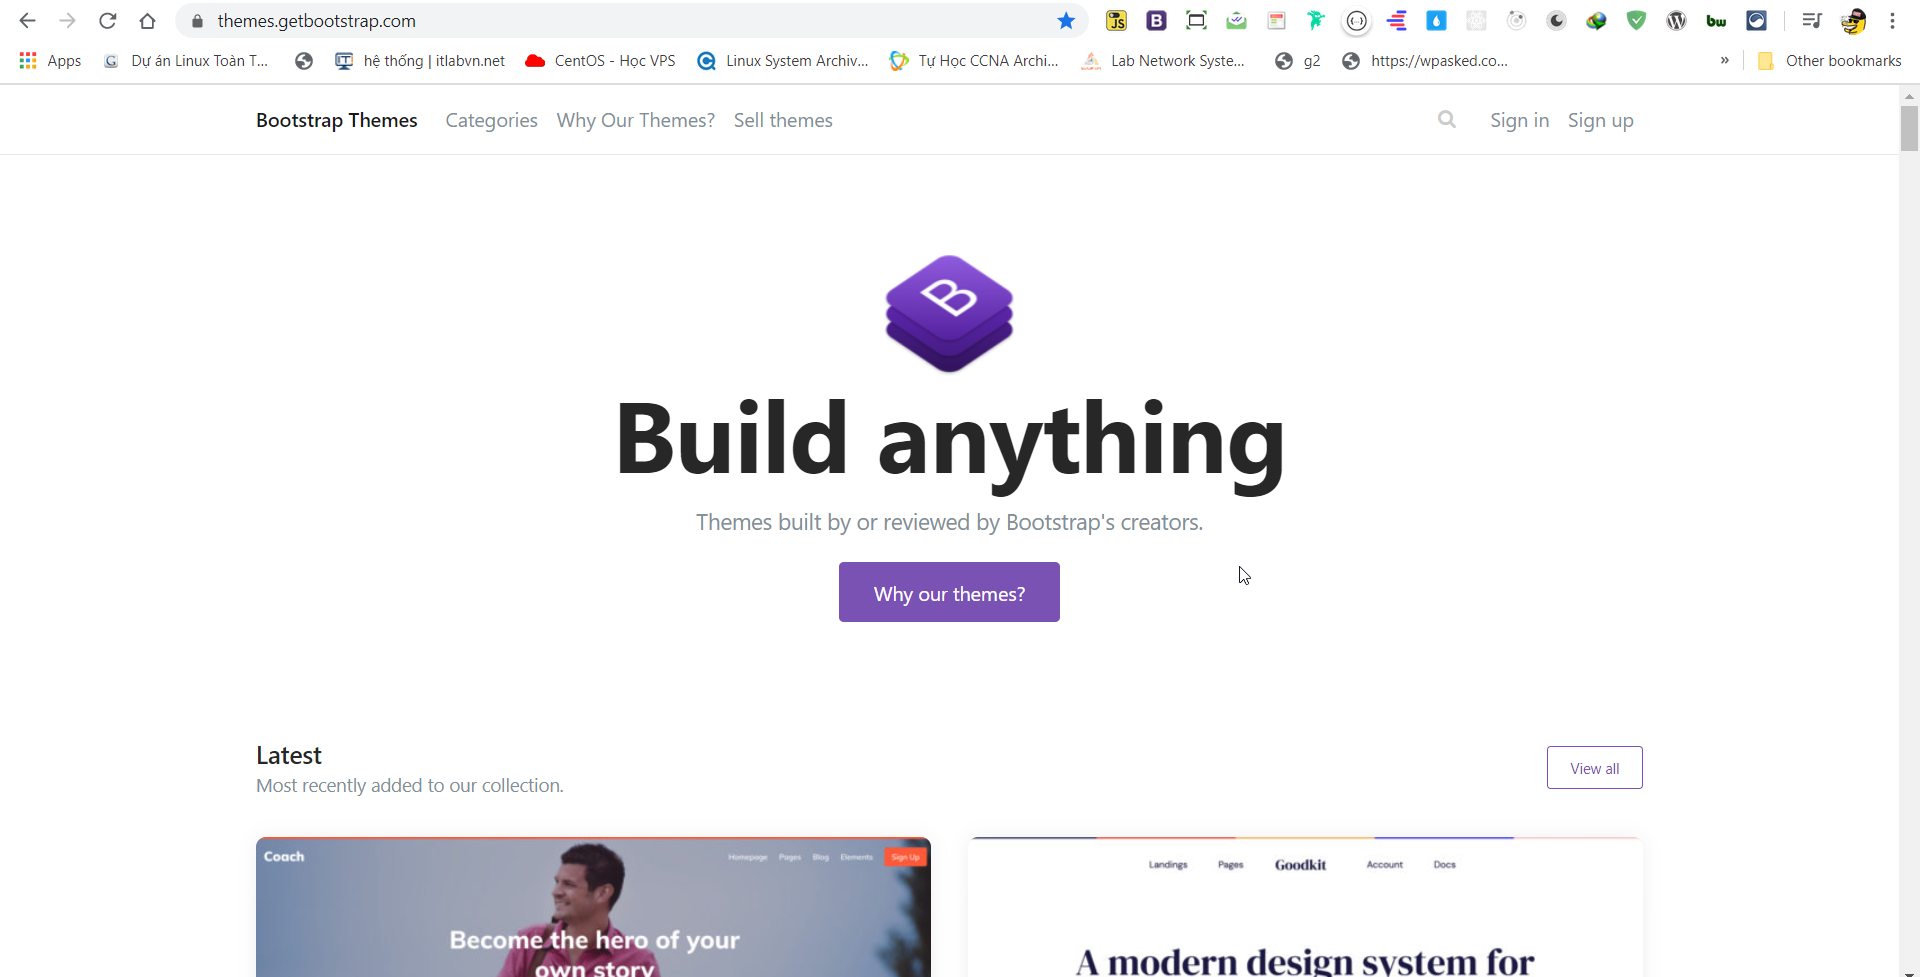 themes.getbootstrap.com
JS
B
bw
Apps
G
Dự án Linux Toàn T...
IT
hệ thống | itlabvn.net
CentOS - Học VPS
Linux System Archiv...
Tự Học CCNA Archi...
Lab Network Syste...
g2
https://wpasked.co...
»
Other bookmarks
Bootstrap Themes
Categories
Why Our Themes?
Sell themes
Sign in
Sign up
B
Build anything
Themes built by or reviewed by Bootstrap's creators.
Why our themes?
Latest
Most recently added to our collection.
View all
Coach
Homepage
Pages
Blog
Elements
Sign Up
Become the hero of your
own story
Landings
Pages
Goodkit
Account
Docs
A modern design system for